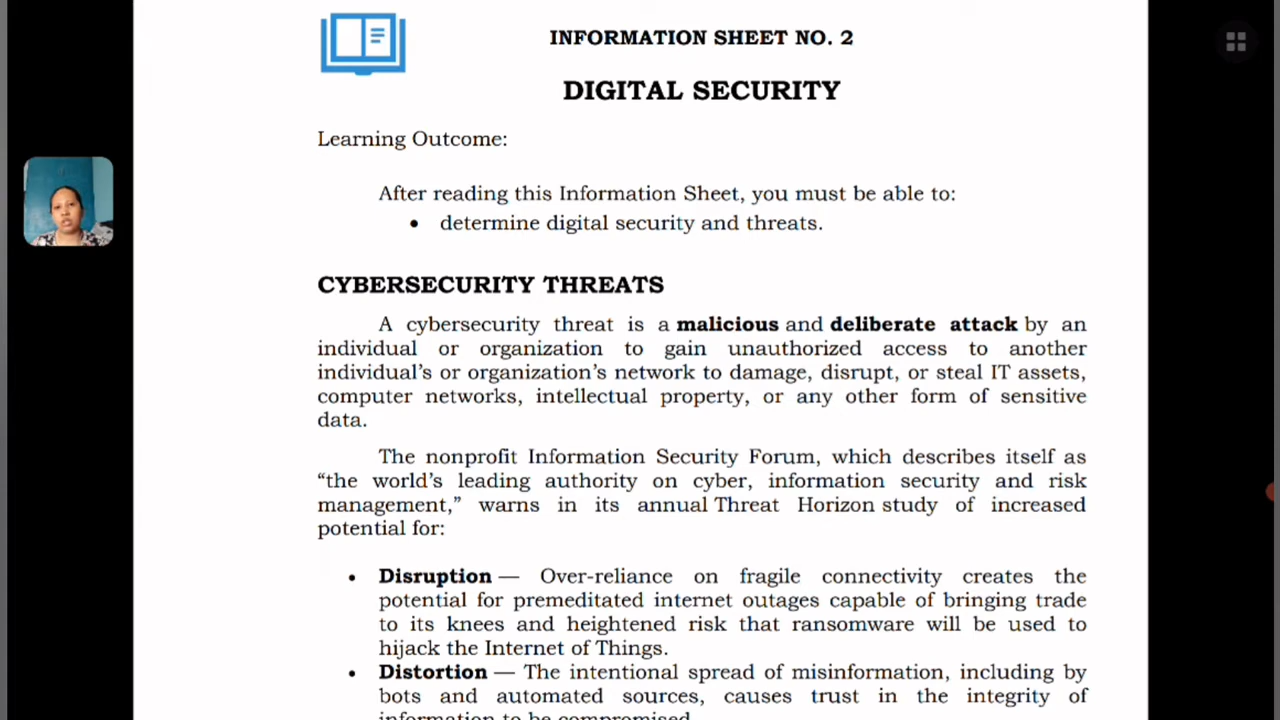 INFORMATION SHEET NO. 2
DIGITAL SECURITY
Learning Outcome:
After reading this Information Sheet, you must be able to:
• determine digital security and threats.
CYBERSECURITY THREATS
A cybersecurity threat is a malicious and deliberate attack by an
individual or organization to gain unauthorized access to another
individual’s or organization’s network to damage, disrupt, or steal IT assets,
computer networks, intellectual property, or any other form of sensitive
data.
The nonprofit Information Security Forum, which describes itself as
“the world’s leading authority on cyber, information security and risk
management,” warns in its annual Threat Horizon study of increased
potential for:
• Disruption — Over-reliance on fragile connectivity creates the
potential for premeditated internet outages capable of bringing trade
to its knees and heightened risk that ransomware will be used to
hijack the Internet of Things.
• Distortion — The intentional spread of misinformation, including by
bots and automated sources, causes trust in the integrity of
information to be compromised.